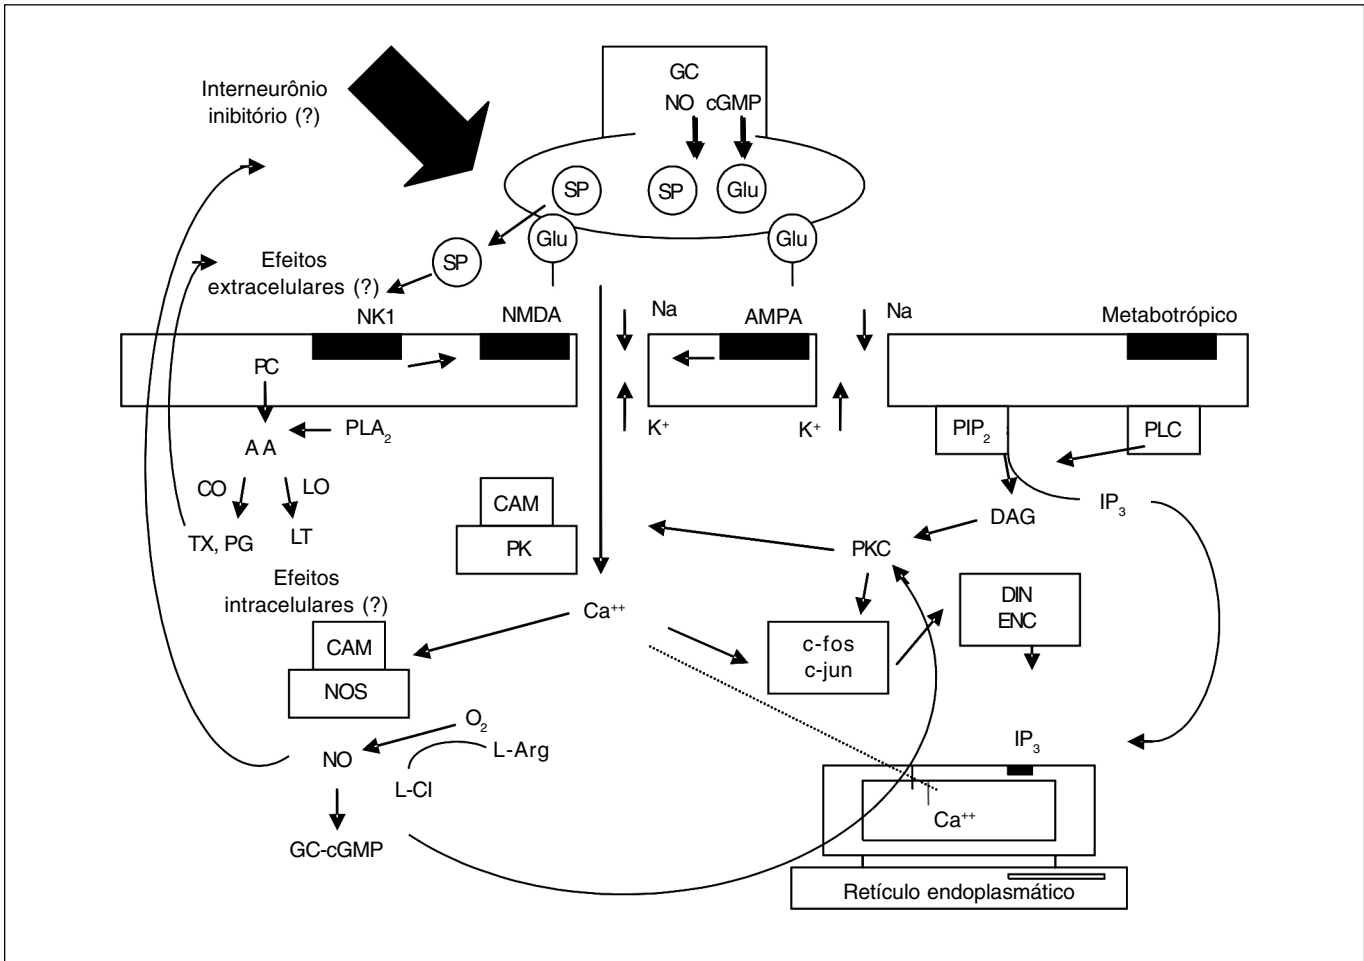 Interneurônio
inibitório (?)
GC
NO cGMP
SP
SP
Glu
Glu
Glu
SP
Efeitos
extracelulares (?)
NK1
NMDA
Na
AMPA
Na
Metabotrópico
PC
PLA2
K+
K+
PIP2
PLC
AA
CO
LO
TX, PG
LT
CAM
PK
DAG
IP3
PKC
Efeitos
intracelulares (?)
Ca++
DIN
ENC
CAM
NOS
c-fos
c-jun
O2
L-Arg
NO
L-Cl
IP3
GC-cGMP
Ca++
Retículo endoplasmático